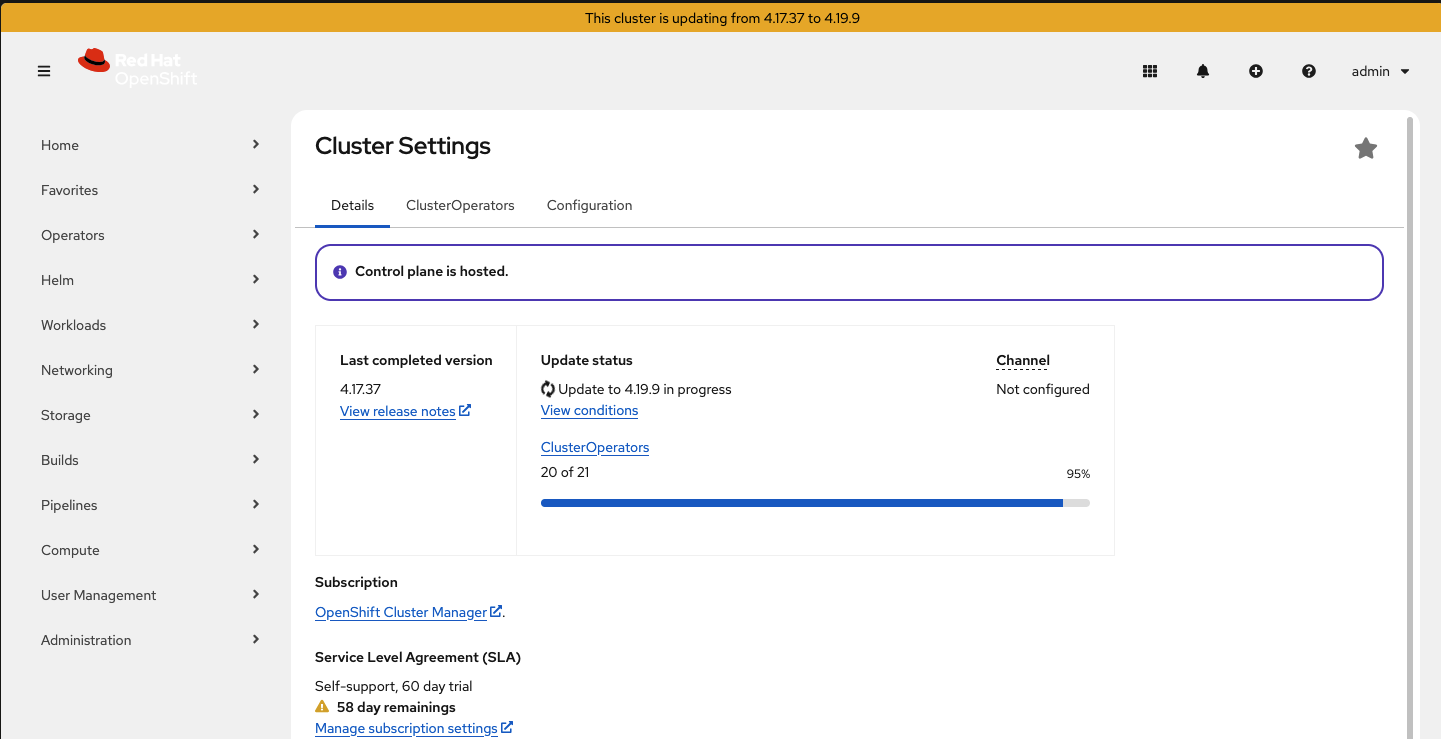 This cluster is updating from 4.17.37 to 4.19.9
Red Hat
OpenShift
admin
Home
Favorites
Operators
Helm
Workloads
Networking
Storage
Builds
Pipelines
Compute
User Management
Administration
Cluster Settings
Details ClusterOperators Configuration
Control plane is hosted.
Last completed version
4.17.37
View release notes
Update status
Update to 4.19.9 in progress
View conditions
ClusterOperators
20 of 21
95%
Channel
Not configured
Subscription
OpenShift Cluster Manager.
Service Level Agreement (SLA)
Self-support, 60 day trial
58 day remainings
Manage subscription settings